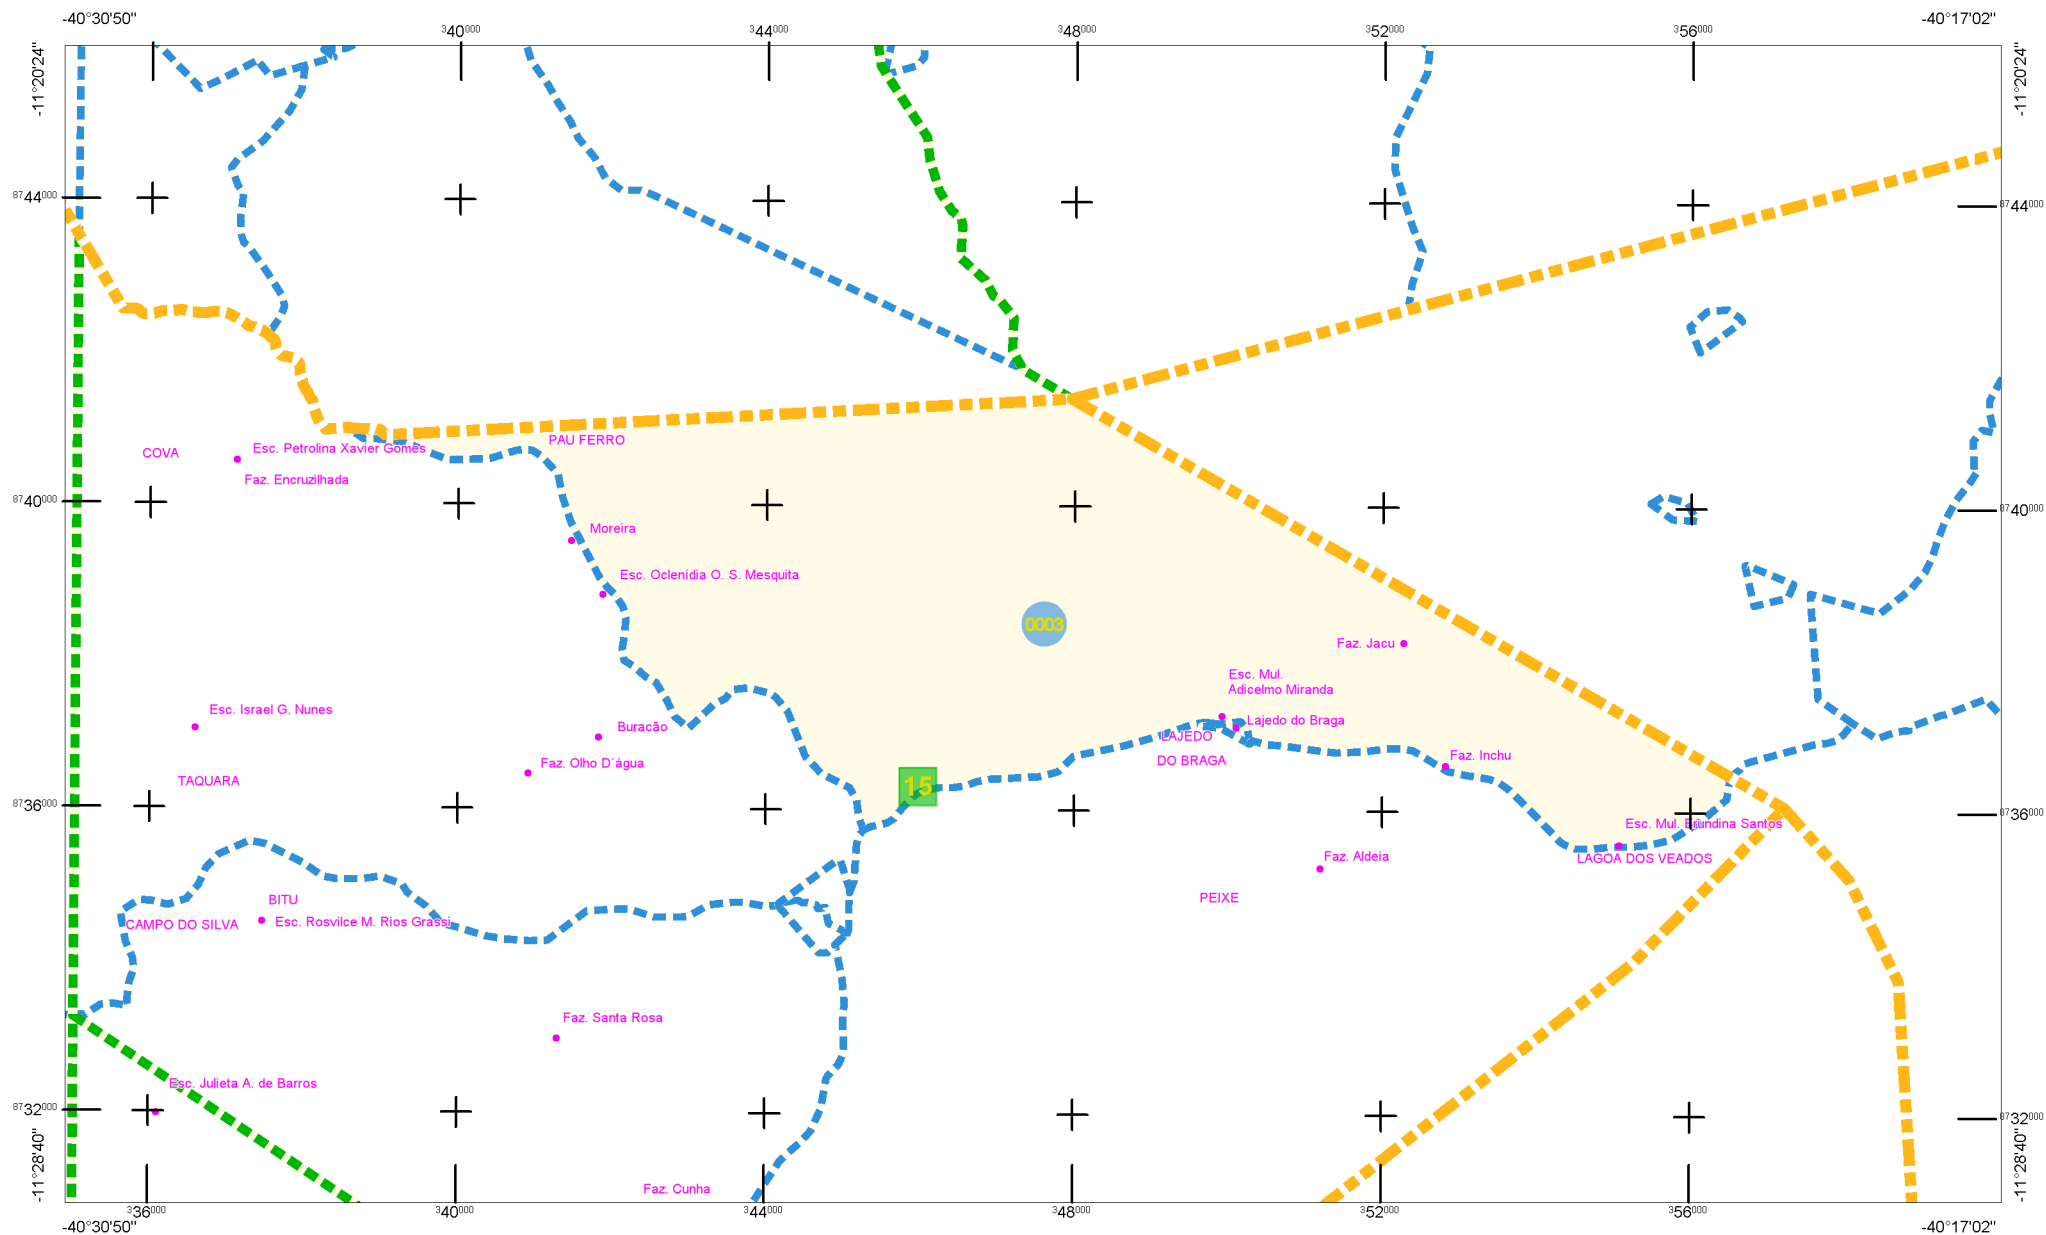 -40°30'50"
-40°17'02"
340000
344000
348000
352000
356000
-11°20'24"
-11°20'24"
8744000
8744000
PAU FERRO
COVA
Esc. Petrolina Xavier Gomes
Faz. Encruzilhada
8740000
8740000
Moreira
Esc. Oclenídia O. S. Mesquita
0003
Faz. Jacu
Esc. Mul.
Adicelmo Miranda
Esc. Israel G. Nunes
Buracão
Lajedo do Braga
LAJEDO
DO BRAGA
Faz. Inchu
Faz. Olho D'água
TAQUARA
15
8736000
8736000
Esc. Mul. Brundina Santos
LAGOA DOS VEADOS
Faz. Aldeia
PEIXE
BITU
CAMPO DO SILVA
Esc. Rosvilce M. Rios Grassi
Faz. Santa Rosa
Esc. Julieta A. de Barros
8732000
8732000
-11°28'40"
-11°28'40"
Faz. Cunha
336000
340000
344000
348000
352000
356000
-40°30'50"
-40°17'02"